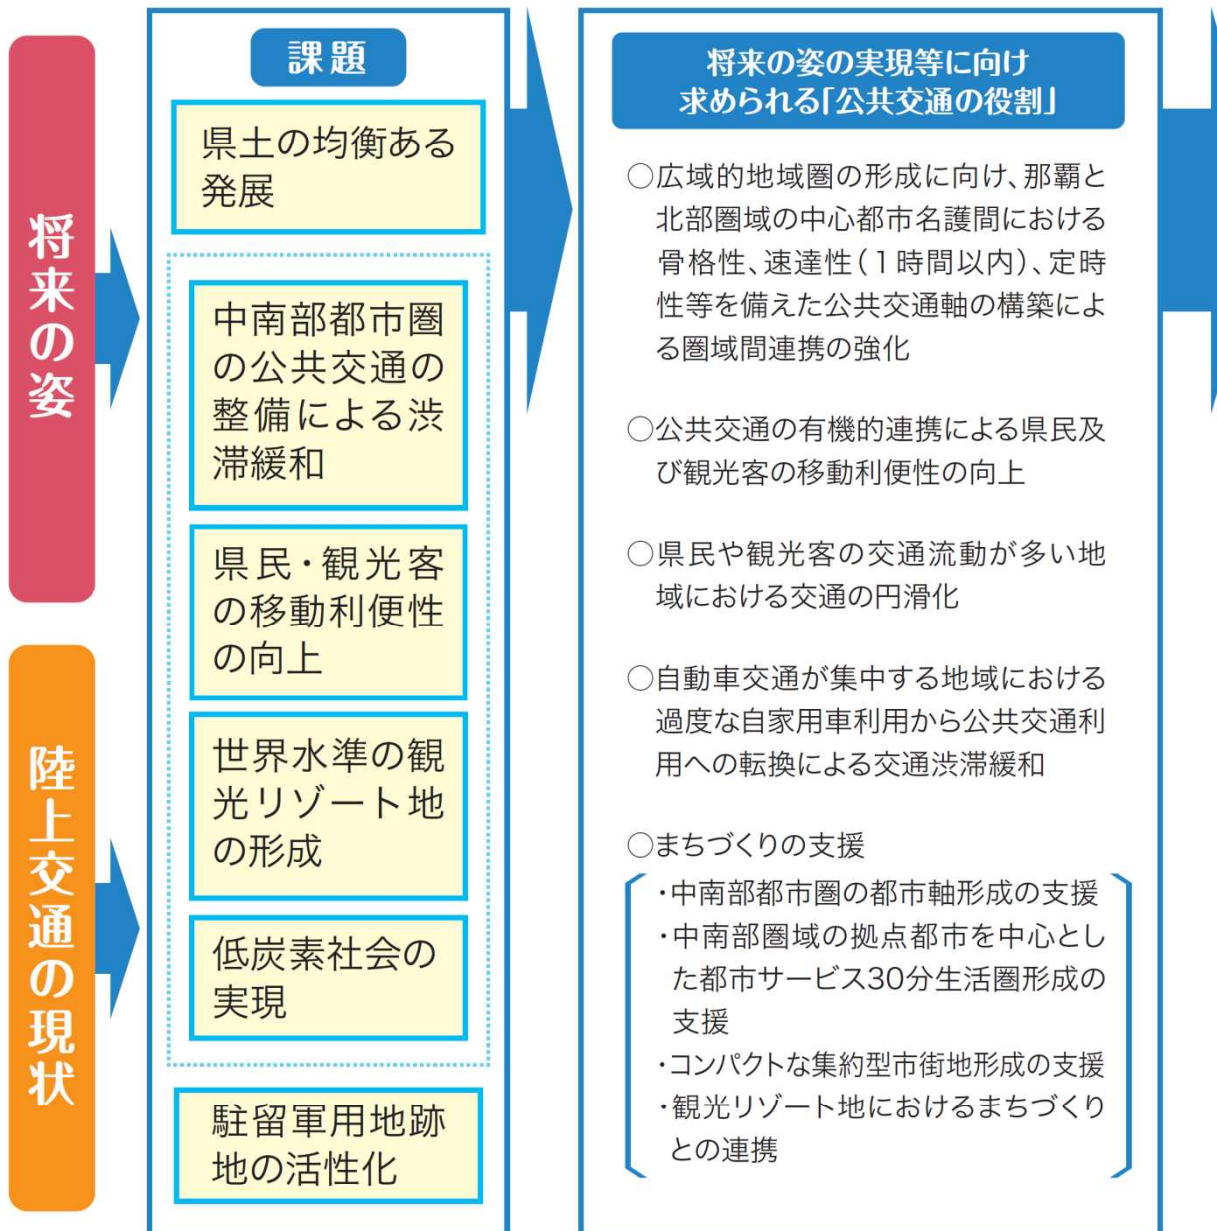 将来の姿
陸上交通の現状
課題
県土の均衡ある
発展
中南部都市圏
の公共交通の
整備による渋
滞緩和
県民・観光客
の移動利便性
の向上
世界水準の観
光リゾート地
の形成
低炭素社会の
実現
駐留軍用地跡
地の活性化
将来の姿の実現等に向け
求められる「公共交通の役割」
○広域的地域圏の形成に向け、那覇と
北部圏域の中心都市名護間における
骨格性、速達性(1時間以内)、定時
性等を備えた公共交通軸の構築によ
る圏域間連携の強化
○公共交通の有機的連携による県民及
び観光客の移動利便性の向上
○県民や観光客の交通流動が多い地
域における交通の円滑化
○自動車交通が集中する地域における
過度な自家用車利用から公共交通利
用への転換による交通渋滞緩和
○まちづくりの支援
・中南部都市圏の都市軸形成の支援
・中南部圏域の拠点都市を中心とし
た都市サービス30分生活圏形成の
支援
・コンパクトな集約型市街地形成の支援
・観光リゾート地におけるまちづくり
との連携